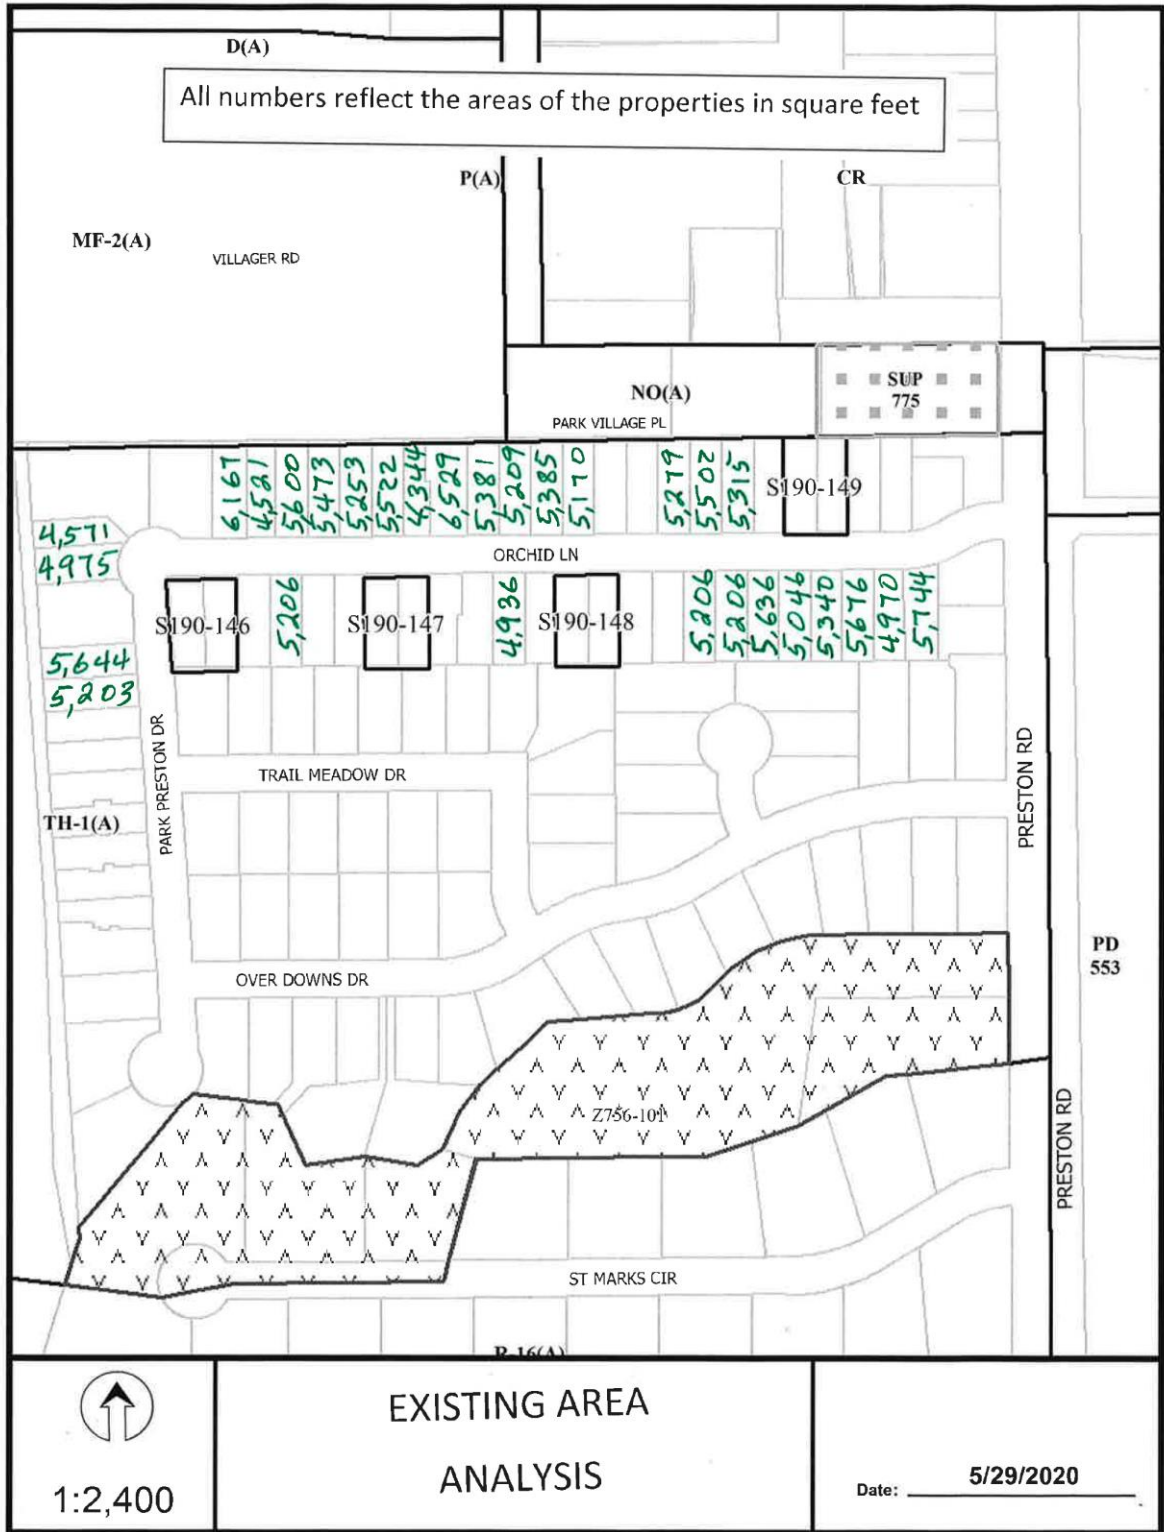 D(A)
All numbers reflect the areas of the properties in square feet
P(A)
CR
MF-2(A)
VILLAGER RD
SUP
775
NO(A)
PARK VILLAGE PL
6,167
4,521
5,600
5,473
5,253
5,522
4,344
6,529
5,381
5,209
5,385
5,170
5,279
5,502
5,315
S190-149
4,571
4,975
ORCHID LN
S190-146
5,206
S190-147
4,936
S190-148
5,206
5,206
5,636
5,046
5,340
5,676
4,970
5,744
5,644
5,203
PARK PRESTON DR
TRAIL MEADOW DR
PRESTON RD
TH-1(A)
PD
553
OVER DOWNS DR
Z756-101
PRESTON RD
ST MARKS CIR
R-16(A)
1:2,400
EXISTING AREA
ANALYSIS
Date: 5/29/2020